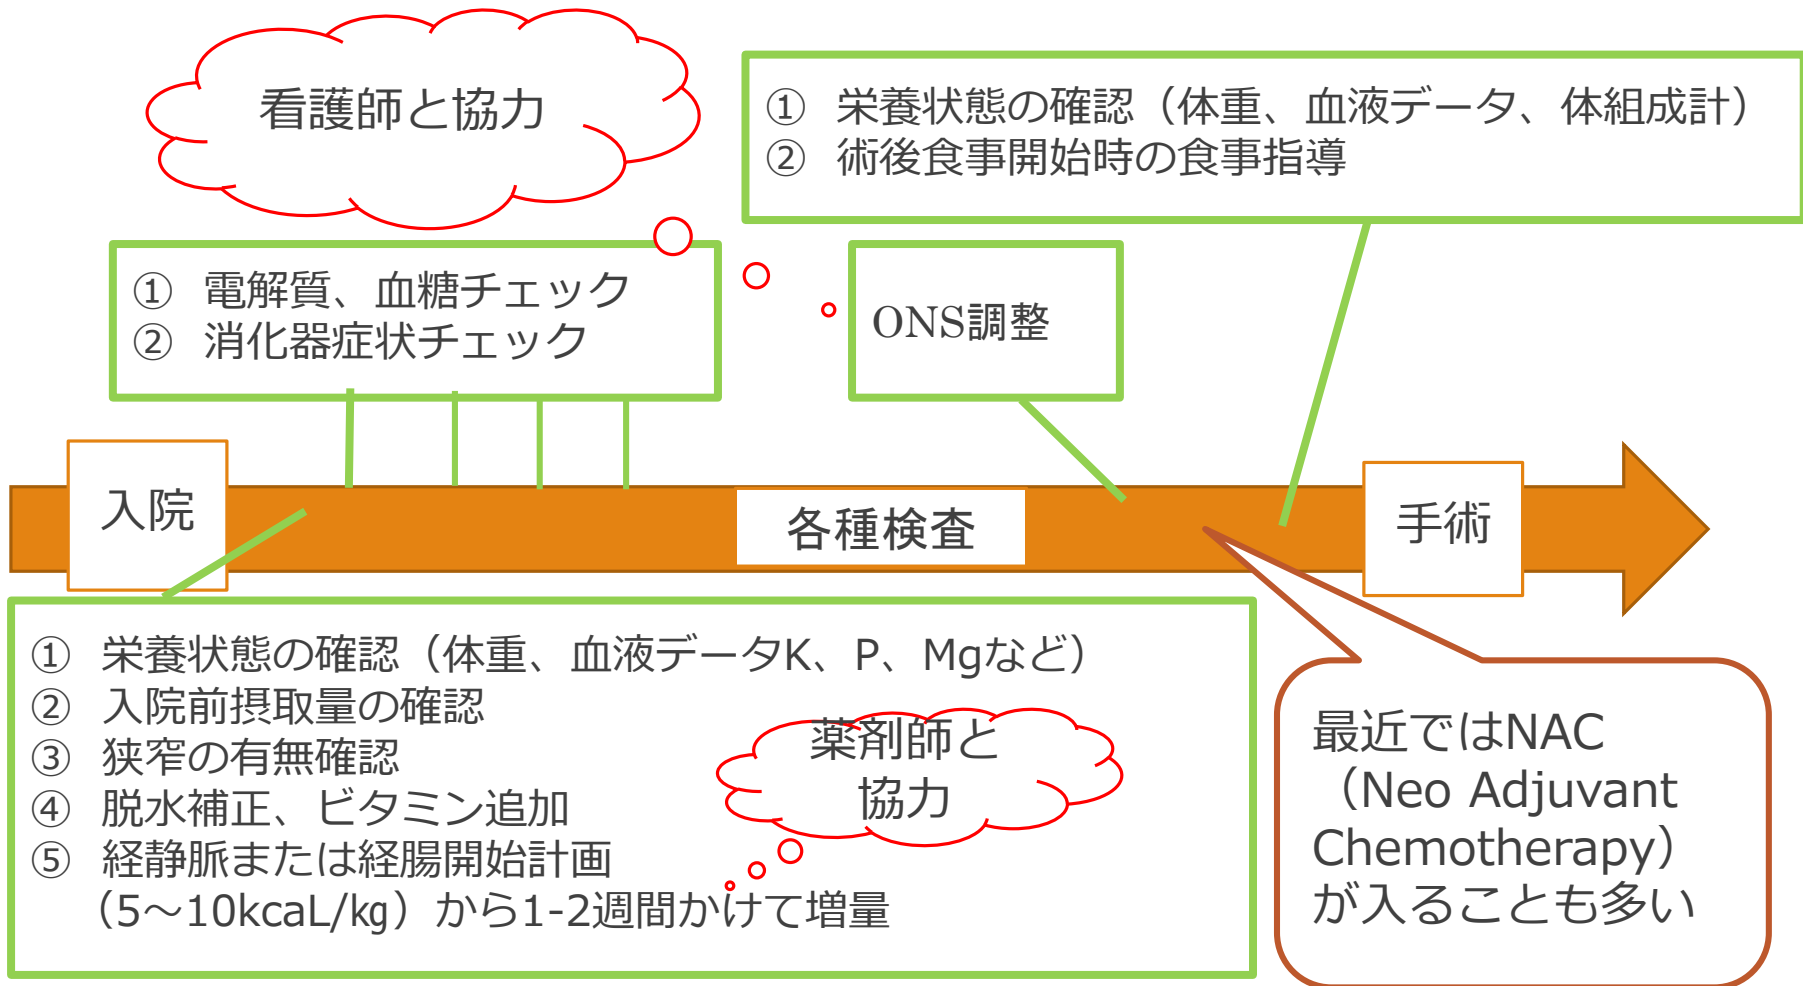 看護師と協力
① 栄養状態の確認（体重、血液データ、体組成計）
② 術後食事開始時の食事指導
① 電解質、血糖チェック
② 消化器症状チェック
ONS調整
入院
各種検査
手術
① 栄養状態の確認（体重、血液データK、P、Mgなど）
② 入院前摂取量の確認
③ 狭窄の有無確認
④ 脱水補正、ビタミン追加
⑤ 経静脈または経腸開始計画
（5～10kcaL/㎏）から1-2週間かけて増量
薬剤師と
協力
最近ではNAC
（Neo Adjuvant
Chemotherapy）
が入ることも多い